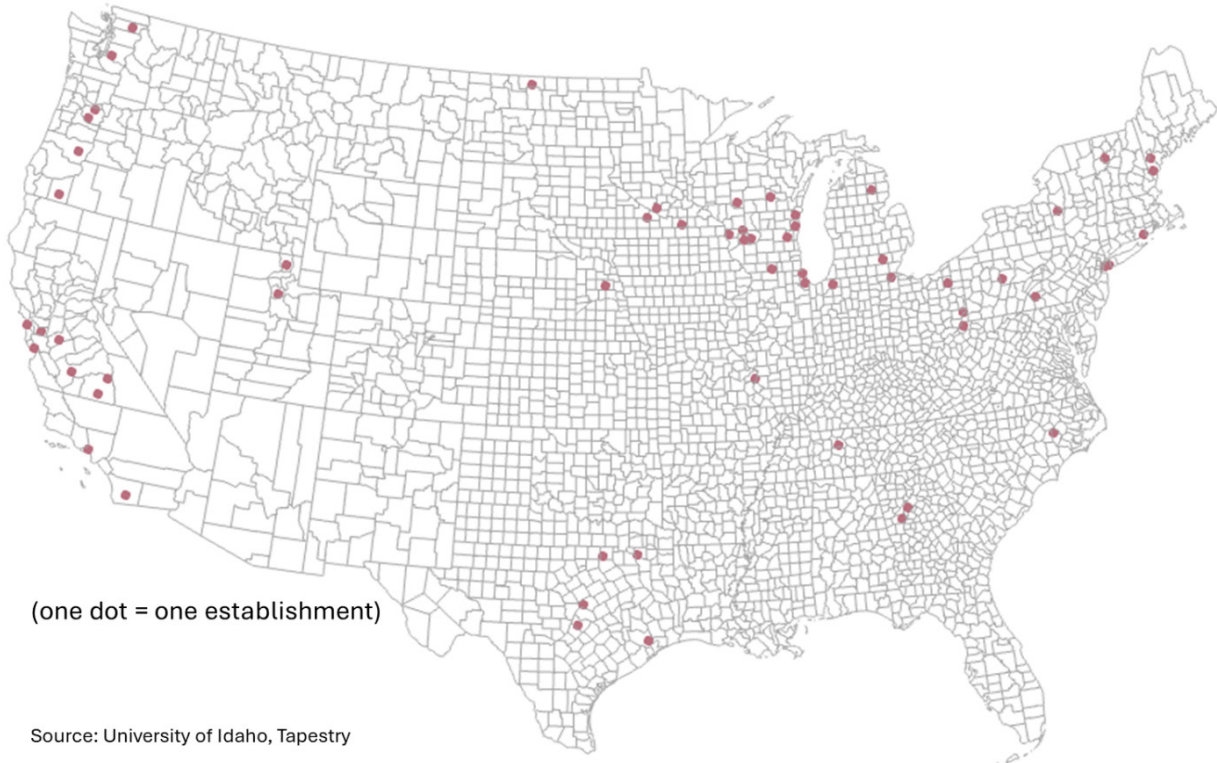 (one dot = one establishment)
Source: University of Idaho, Tapestry